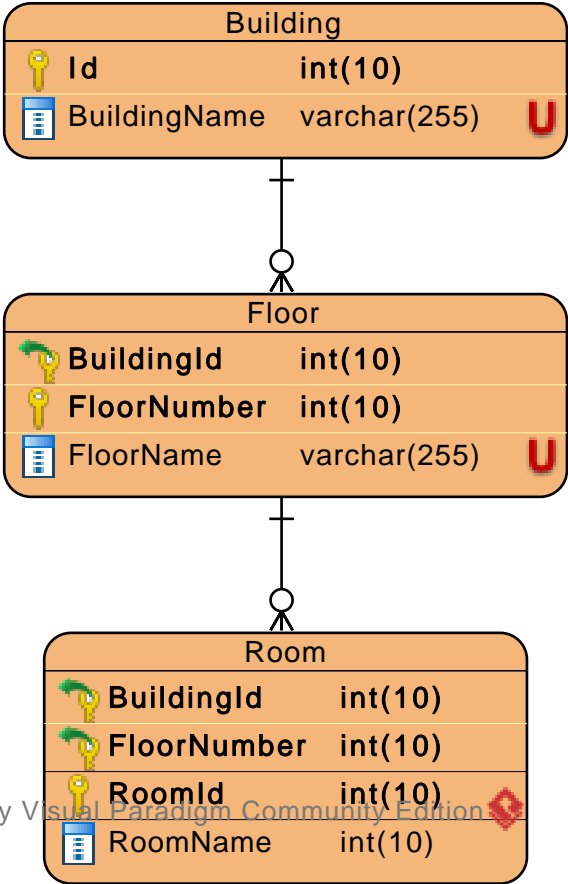 Building
Id int(10)
BuildingName varchar(255) U
Floor
BuildingId int(10)
FloorNumber int(10)
FloorName varchar(255) U
Room
BuildingId int(10)
FloorNumber int(10)
RoomId int(10)
y Visual Paradigm Community Edition
RoomName int(10)